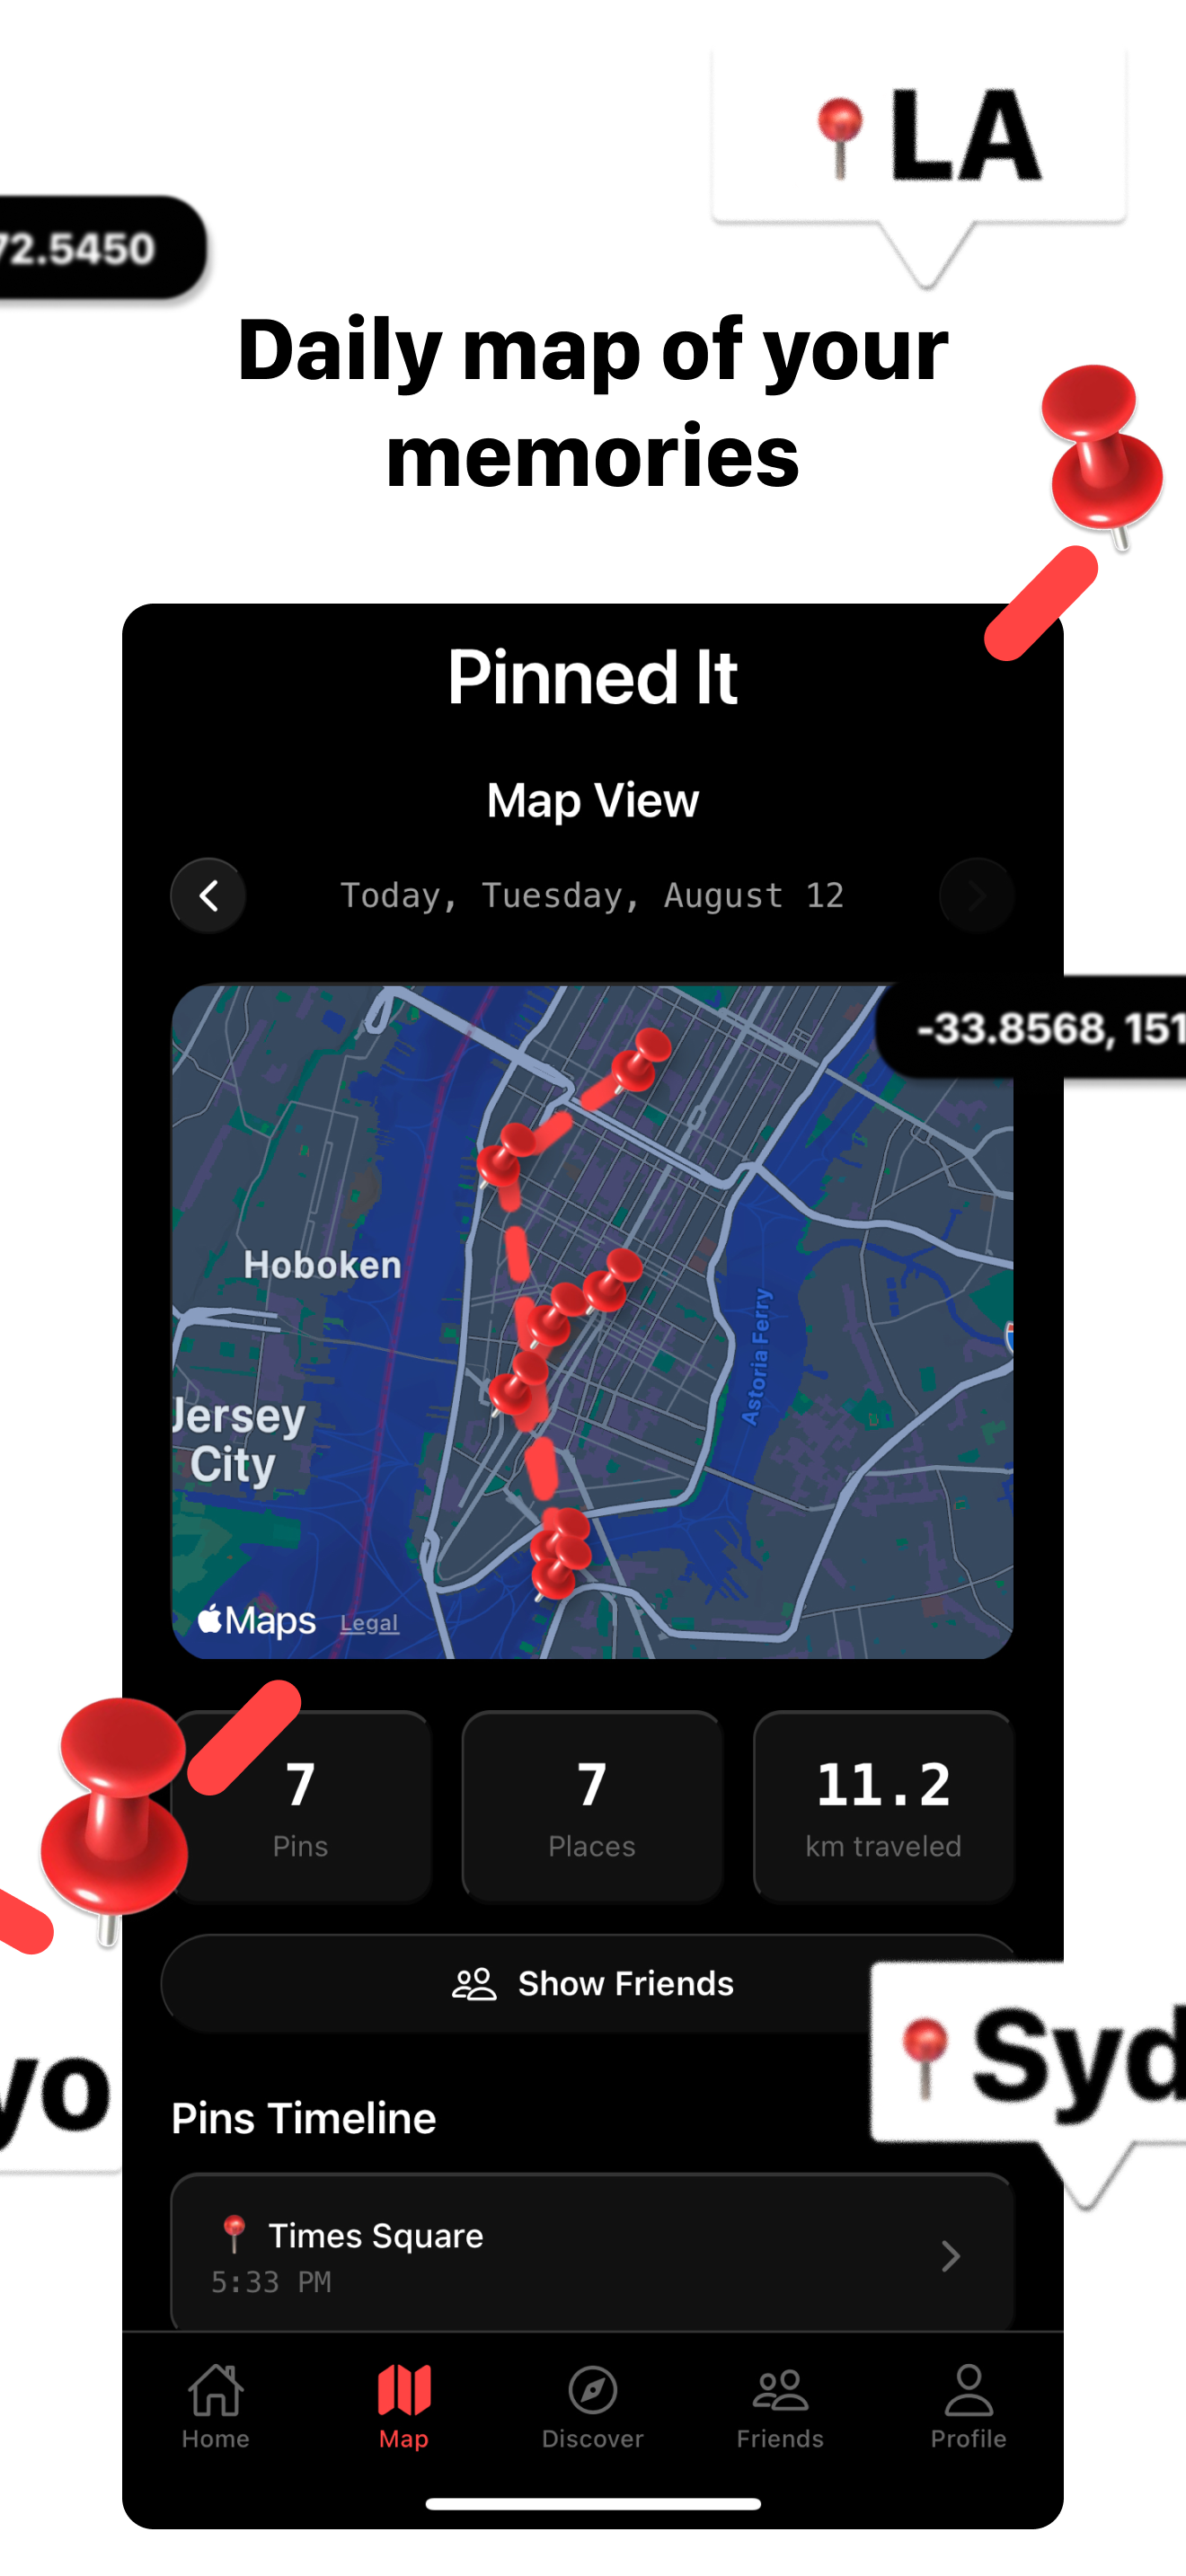 LA
72.5450
Daily map of your
memories
Pinned It
Map View
Today, Tuesday, August 12
-33.8568, 151
Hoboken
Jersey
City
Astoria Ferry
Maps Legal
7
Pins
7
Places
11.2
km traveled
Show Friends
Syd
yo
Pins Timeline
Times Square
5:33 PM
Home
Map
Discover
Friends
Profile